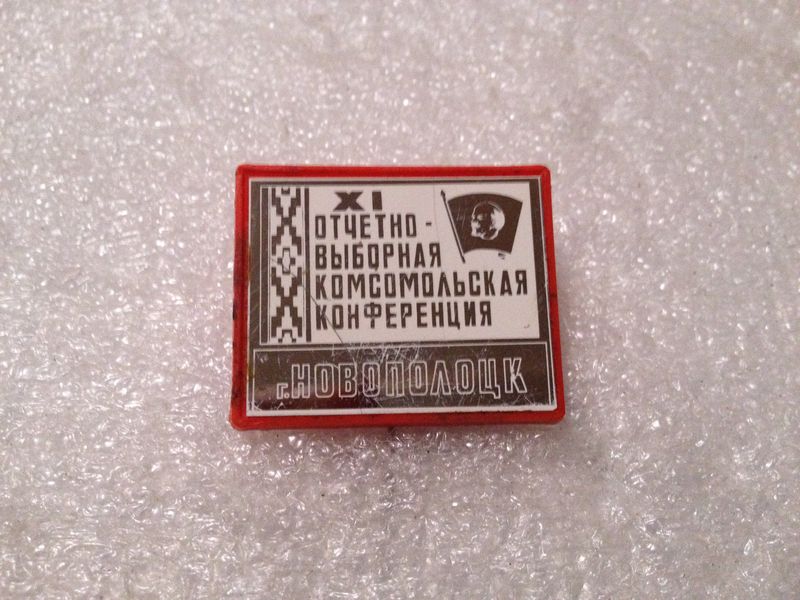 XI
ОТЧЕТНО-
ВЫБОРНАЯ
КОМСОМОЛЬСКАЯ
КОНФЕРЕНЦИЯ
г.НОВОПОЛОЦК